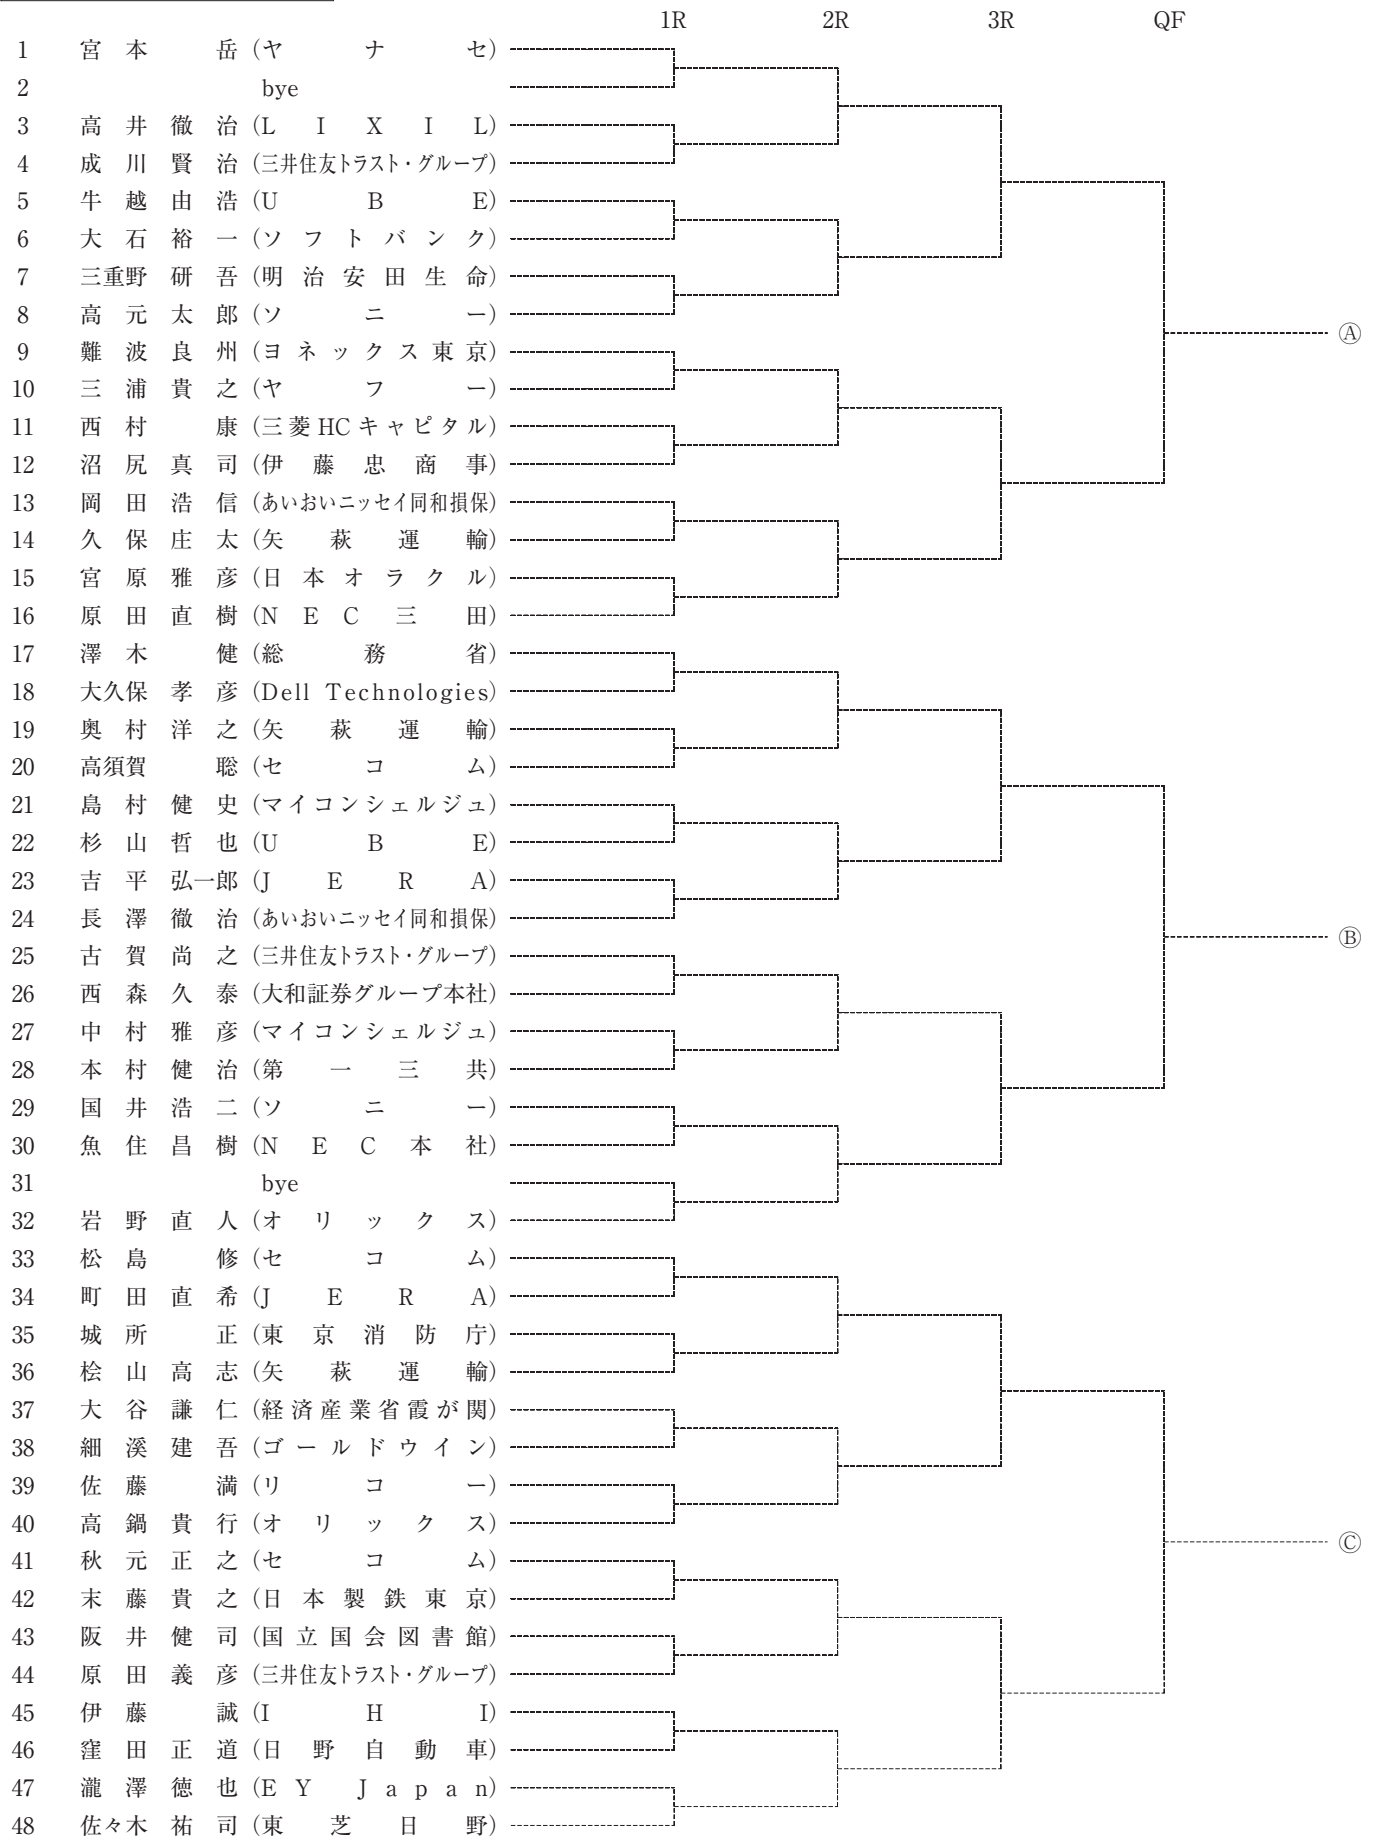 1R 2R 3R QF
1 宮本 岳 (ヤナセ)
2 bye
3 高井徹治 (LIXIL)
4 成川賢治 (三井住友トラスト・グループ)
5 牛越由浩 (UBE)
6 大石裕一 (ソフトバンク)
7 三重野研吾 (明治安田生命)
8 高元太郎 (ソニー)
Ⓐ
9 難波良州 (ヨネックス東京)
10 三浦貴之 (ヤフー)
11 西村 康 (三菱HCキャピタル)
12 沼尻真司 (伊藤忠商事)
13 岡田浩信 (あいおいニッセイ同和損保)
14 久保庄太 (矢萩運輸)
15 宮原雅彦 (日本オラクル)
16 原田直樹 (NEC三田)
17 澤木 健 (総務省)
18 大久保孝彦 (Dell Technologies)
19 奥村洋之 (矢萩運輸)
20 高須賀 聡 (セコム)
21 島村健史 (マイコンシェルジュ)
22 杉山哲也 (UBE)
23 吉平弘一郎 (JERA)
24 長澤徹治 (あいおいニッセイ同和損保)
Ⓑ
25 古賀尚之 (三井住友トラスト・グループ)
26 西森久泰 (大和証券グループ本社)
27 中村雅彦 (マイコンシェルジュ)
28 本村健治 (第一三共)
29 国井浩二 (ソニー)
30 魚住昌樹 (NEC本社)
31 bye
32 岩野直人 (オリックス)
33 松島 修 (セコム)
34 町田直希 (JERA)
35 城所 正 (東京消防庁)
36 桧山高志 (矢萩運輸)
37 大谷謙仁 (経済産業省霞が関)
38 細溪建吾 (ゴールドウイン)
39 佐藤 満 (リコー)
40 高鍋貴行 (オリックス)
Ⓒ
41 秋元正之 (セコム)
42 末藤貴之 (日本製鉄東京)
43 阪井健司 (国立国会図書館)
44 原田義彦 (三井住友トラスト・グループ)
45 伊藤 誠 (IHI)
46 窪田正道 (日野自動車)
47 瀧澤徳也 (EY Japan)
48 佐々木祐司 (東芝日野)